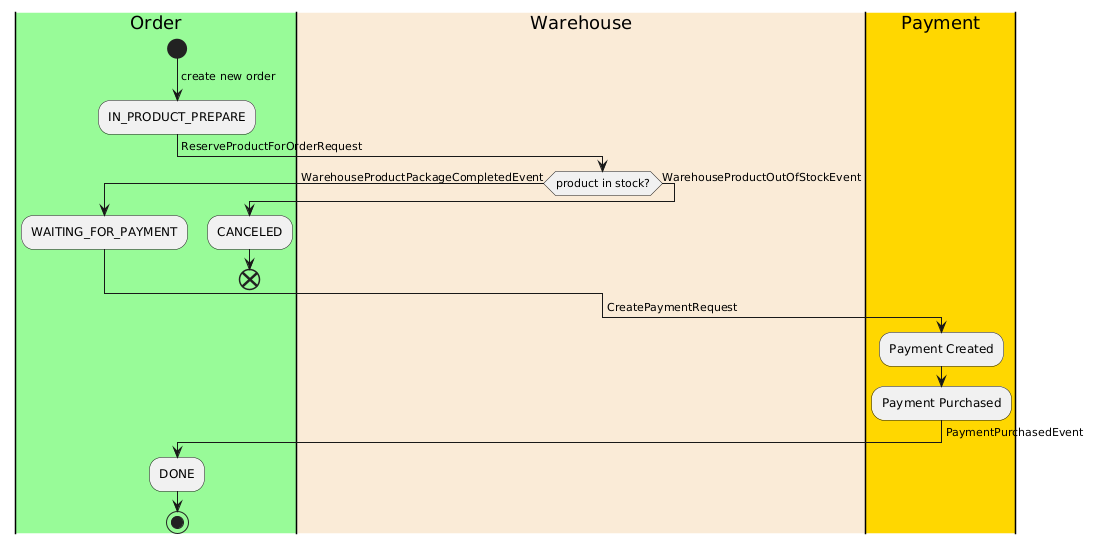 Order
Warehouse
Payment
create new order
IN_PRODUCT_PREPARE
ReserveProductForOrderRequest
WarehouseProductPackageCompletedEvent
product in stock?
WarehouseProductOutOfStockEvent
WAITING_FOR_PAYMENT
CANCELED
CreatePaymentRequest
Payment Created
Payment Purchased
PaymentPurchasedEvent
DONE